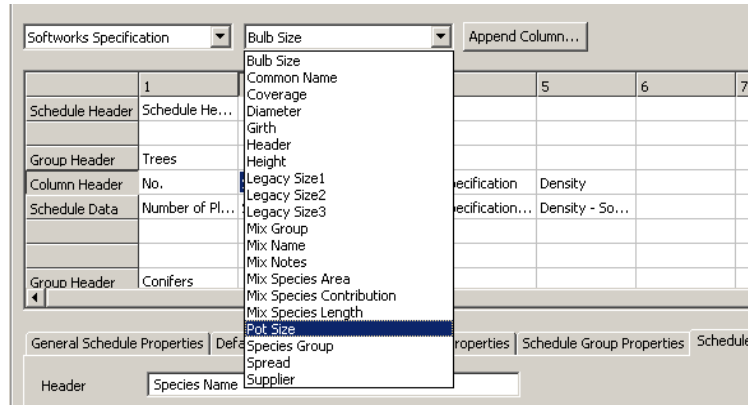 Softworks Specification Bulb Size Append Column...
Bulb Size
Common Name
Coverage
Diameter
Girth
Header
Height
Legacy Size1
Legacy Size2
Legacy Size3
Mix Group
Mix Name
Mix Notes
Mix Species Area
Mix Species Contribution
Mix Species Length
Pot Size
Species Group
Spread
Supplier
1 5 6 7
Schedule Header Schedule He...
Group Header Trees
Column Header No. ecification Density
Schedule Data Number of Pl... ecification... Density - So...
Group Header Conifers
General Schedule Properties Defa roperties Schedule Group Properties Schedule
Header Species Name